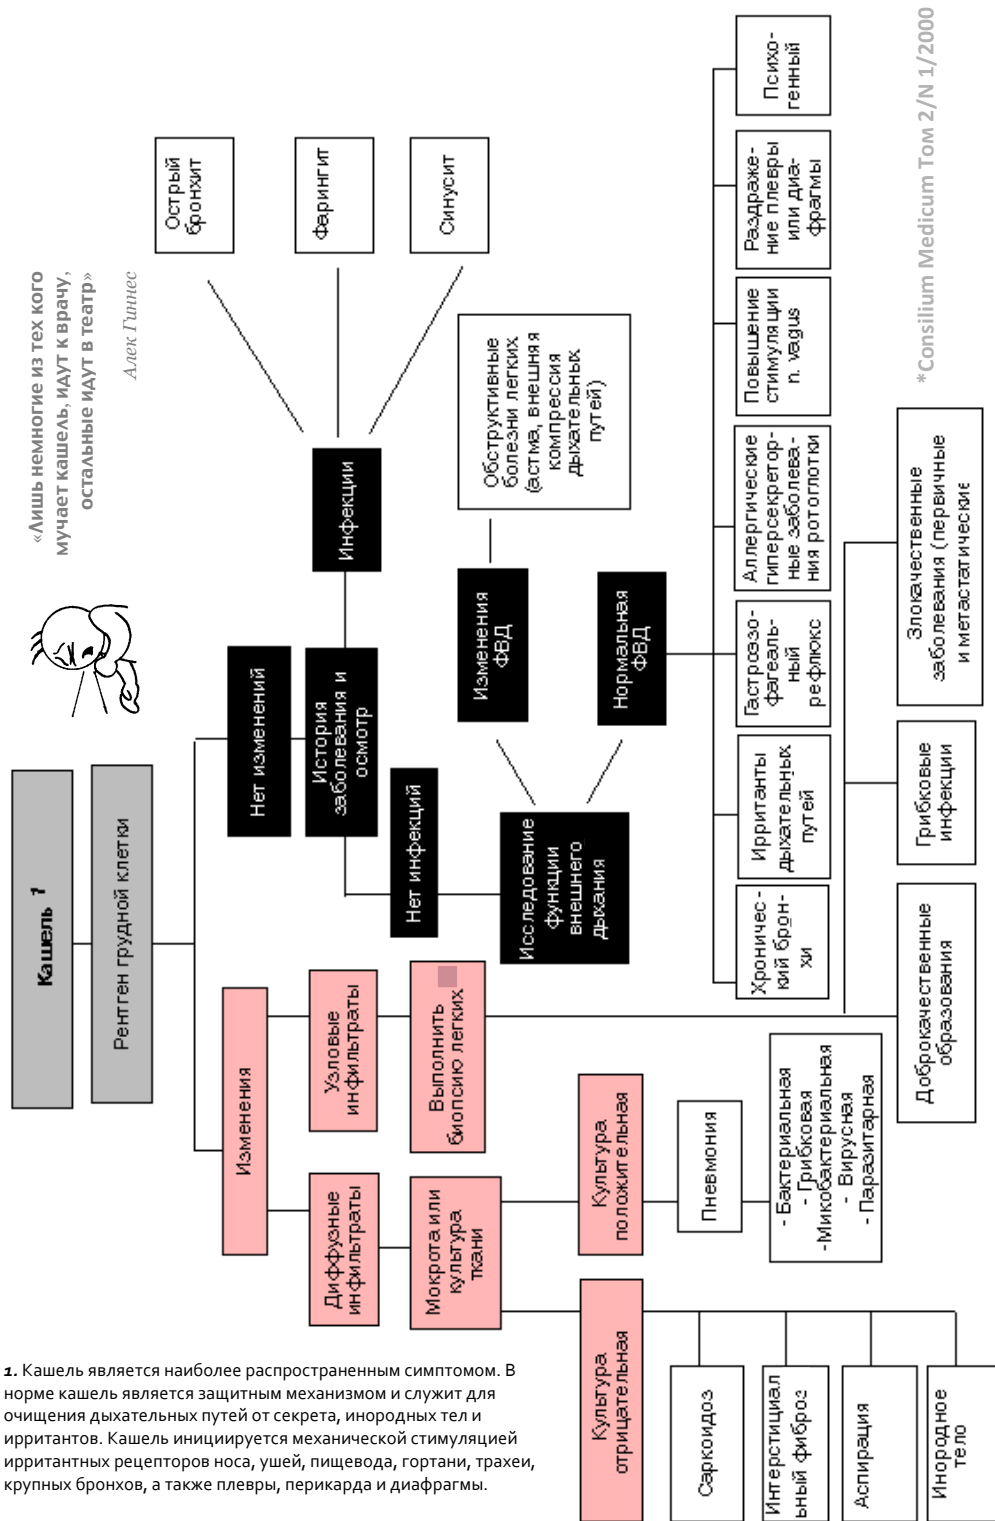 «Лишь немногие из тех кого
мучает кашель, идут к врачу,
остальные идут в театр»
Алек Гиннес
Кашель 1
Рентген грудной клетки
Изменения
Нет изменений
Диффузные
инфильтраты
Узловые
инфильтраты
История
заболевания и
осмотр
Инфекции
Острый
бронхит
Фарингит
Синусит
Мокрота или
культура
ткани
Выполнить
биопсию легких
Нет инфекций
Исследование
функции
внешнего
дыхания
Изменения
ФВД
Обструктивные
болезни легких
(астма, внешняя
компрессия
дыхательных
путей)
Нормальная
ФВД
Культура
отрицательная
Культура
положительная
Пневмония
- Бактериальная
- Грибковая
-Микобактериальная
- Вирусная
- Паразитарная
Хроничес -
кий брон-
хи
Ирританты
дыхательных
путей
Гастроэзо-
фагеаль-
ный
рефлюкс
Аллергические
гиперсекретор-
ные заболева-
ния ротоглотки
Повышение
стимуляции
n. vagus
Раздраже-
ние плевры
или диа-
фрагмы
Психо-
генный
Саркоидоз
Интерстициал
ьный фиброз
Аспирация
Инородное
тело
Доброкачественные
образования
Грибковые
инфекции
Злокачественные
заболевания (первичные
и метастатические
*Consilium Medicum Том 2/N 1/2000
1. Кашель является наиболее распространенным симптомом. В
норме кашель является защитным механизмом и служит для
очищения дыхательных путей от секрета, инородных тел и
ирритантов. Кашель инициируется механической стимуляцией
ирритантных рецепторов носа, ушей, пищевода, гортани, трахеи,
крупных бронхов, а также плевры, перикарда и диафрагмы.